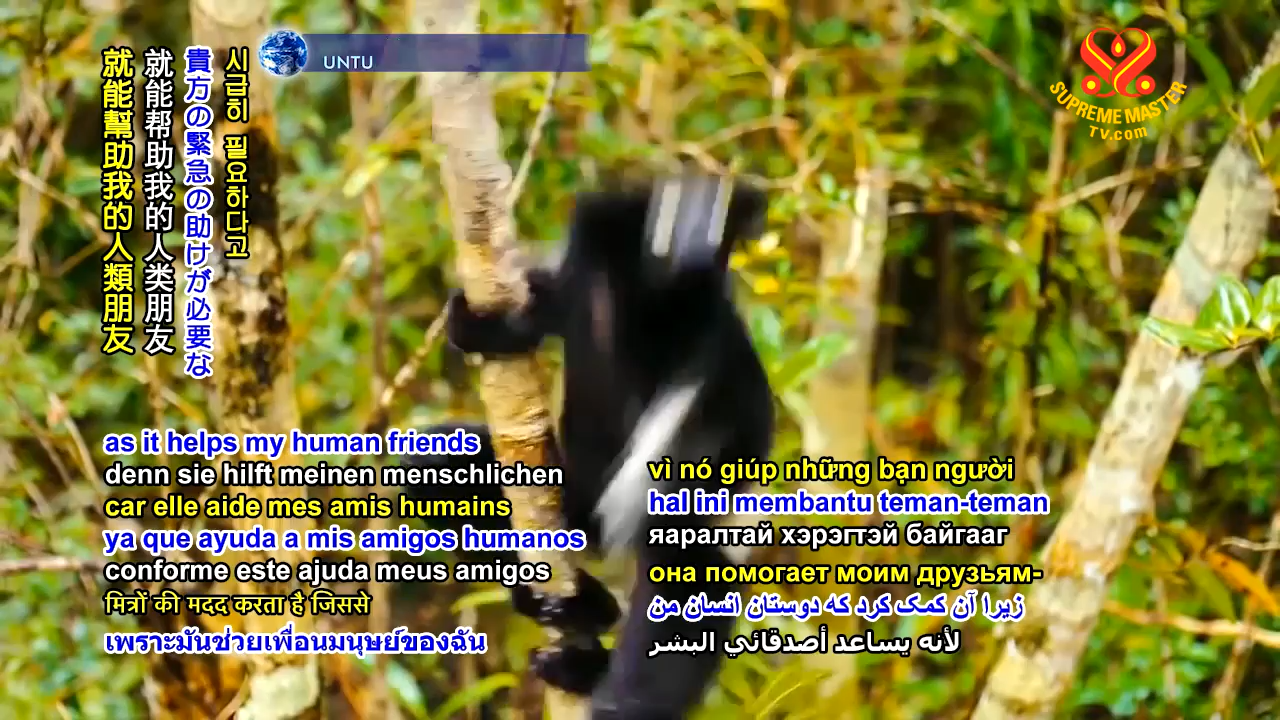 UNTU
SUPREME MASTER
TV.com
시급히 필요하다고
貴方の緊急の助けが必要な
就能帮助我的人类朋友
就能幫助我的人類朋友
as it helps my human friends
denn sie hilft meinen menschlichen
car elle aide mes amis humains
ya que ayuda a mis amigos humanos
conforme este ajuda meus amigos
मित्रों की मदद करता है जिससे
เพราะมันช่วยเพื่อนมนุษย์ของฉัน
vì nó giúp những bạn người
hal ini membantu teman-teman
яаралтай хэрэгтэй байгааг
она помогает моим друзьям-
زیرا آن کمک کرد که دوستان انسان من
لأنه يساعد أصدقائي البشر